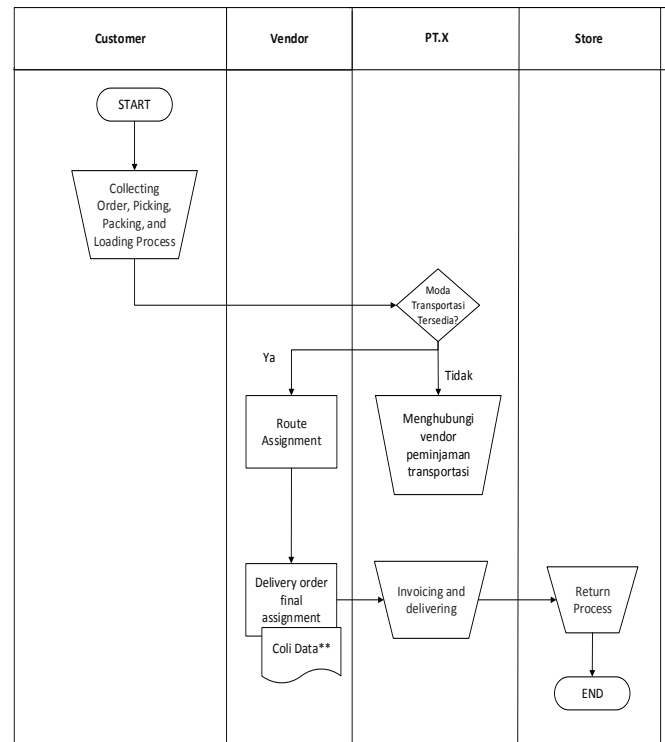 Customer
Vendor
PT.X
Store
START
Collecting
Order, Picking,
Packing, and
Loading Process
Moda
Transportasi
Tersedia?
Ya
Tidak
Route
Assignment
Menghubungi
vendor
peminjaman
transportasi
Delivery order
final
assignment
Coli Data**
Invoicing and
delivering
Return
Process
END